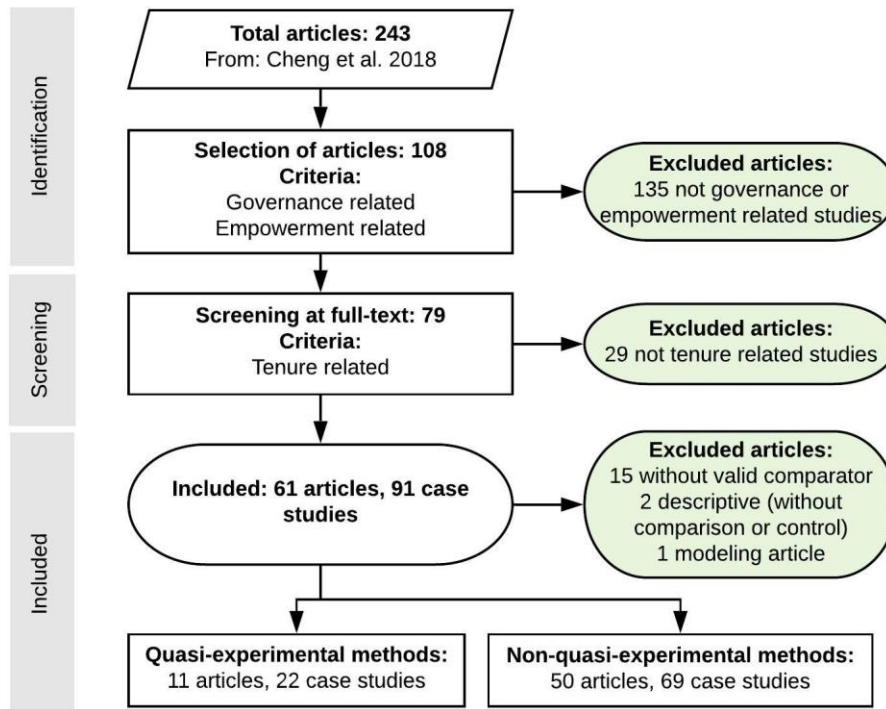 Identification
Total articles: 243
From: Cheng et al. 2018
Selection of articles: 108
Criteria:
Governance related
Empowerment related
Excluded articles:
135 not governance or
empowerment related studies
Screening
Screening at full-text: 79
Criteria:
Tenure related
Excluded articles:
29 not tenure related studies
Included
Included: 61 articles, 91 case
studies
Excluded articles:
15 without valid comparator
2 descriptive (without
comparison or control)
1 modeling article
Quasi-experimental methods:
11 articles, 22 case studies
Non-quasi-experimental methods:
50 articles, 69 case studies